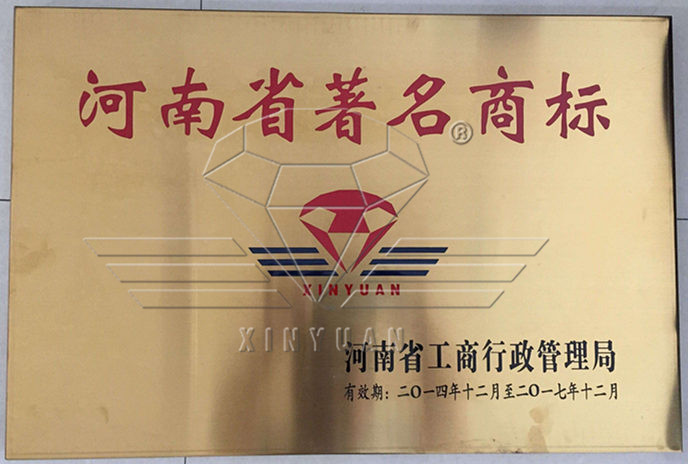 河南省著名商标
®
XINYUAN
XINYUAN
河南省工商行政管理局
有效期：二〇一四年十二月至二〇一七年十二月